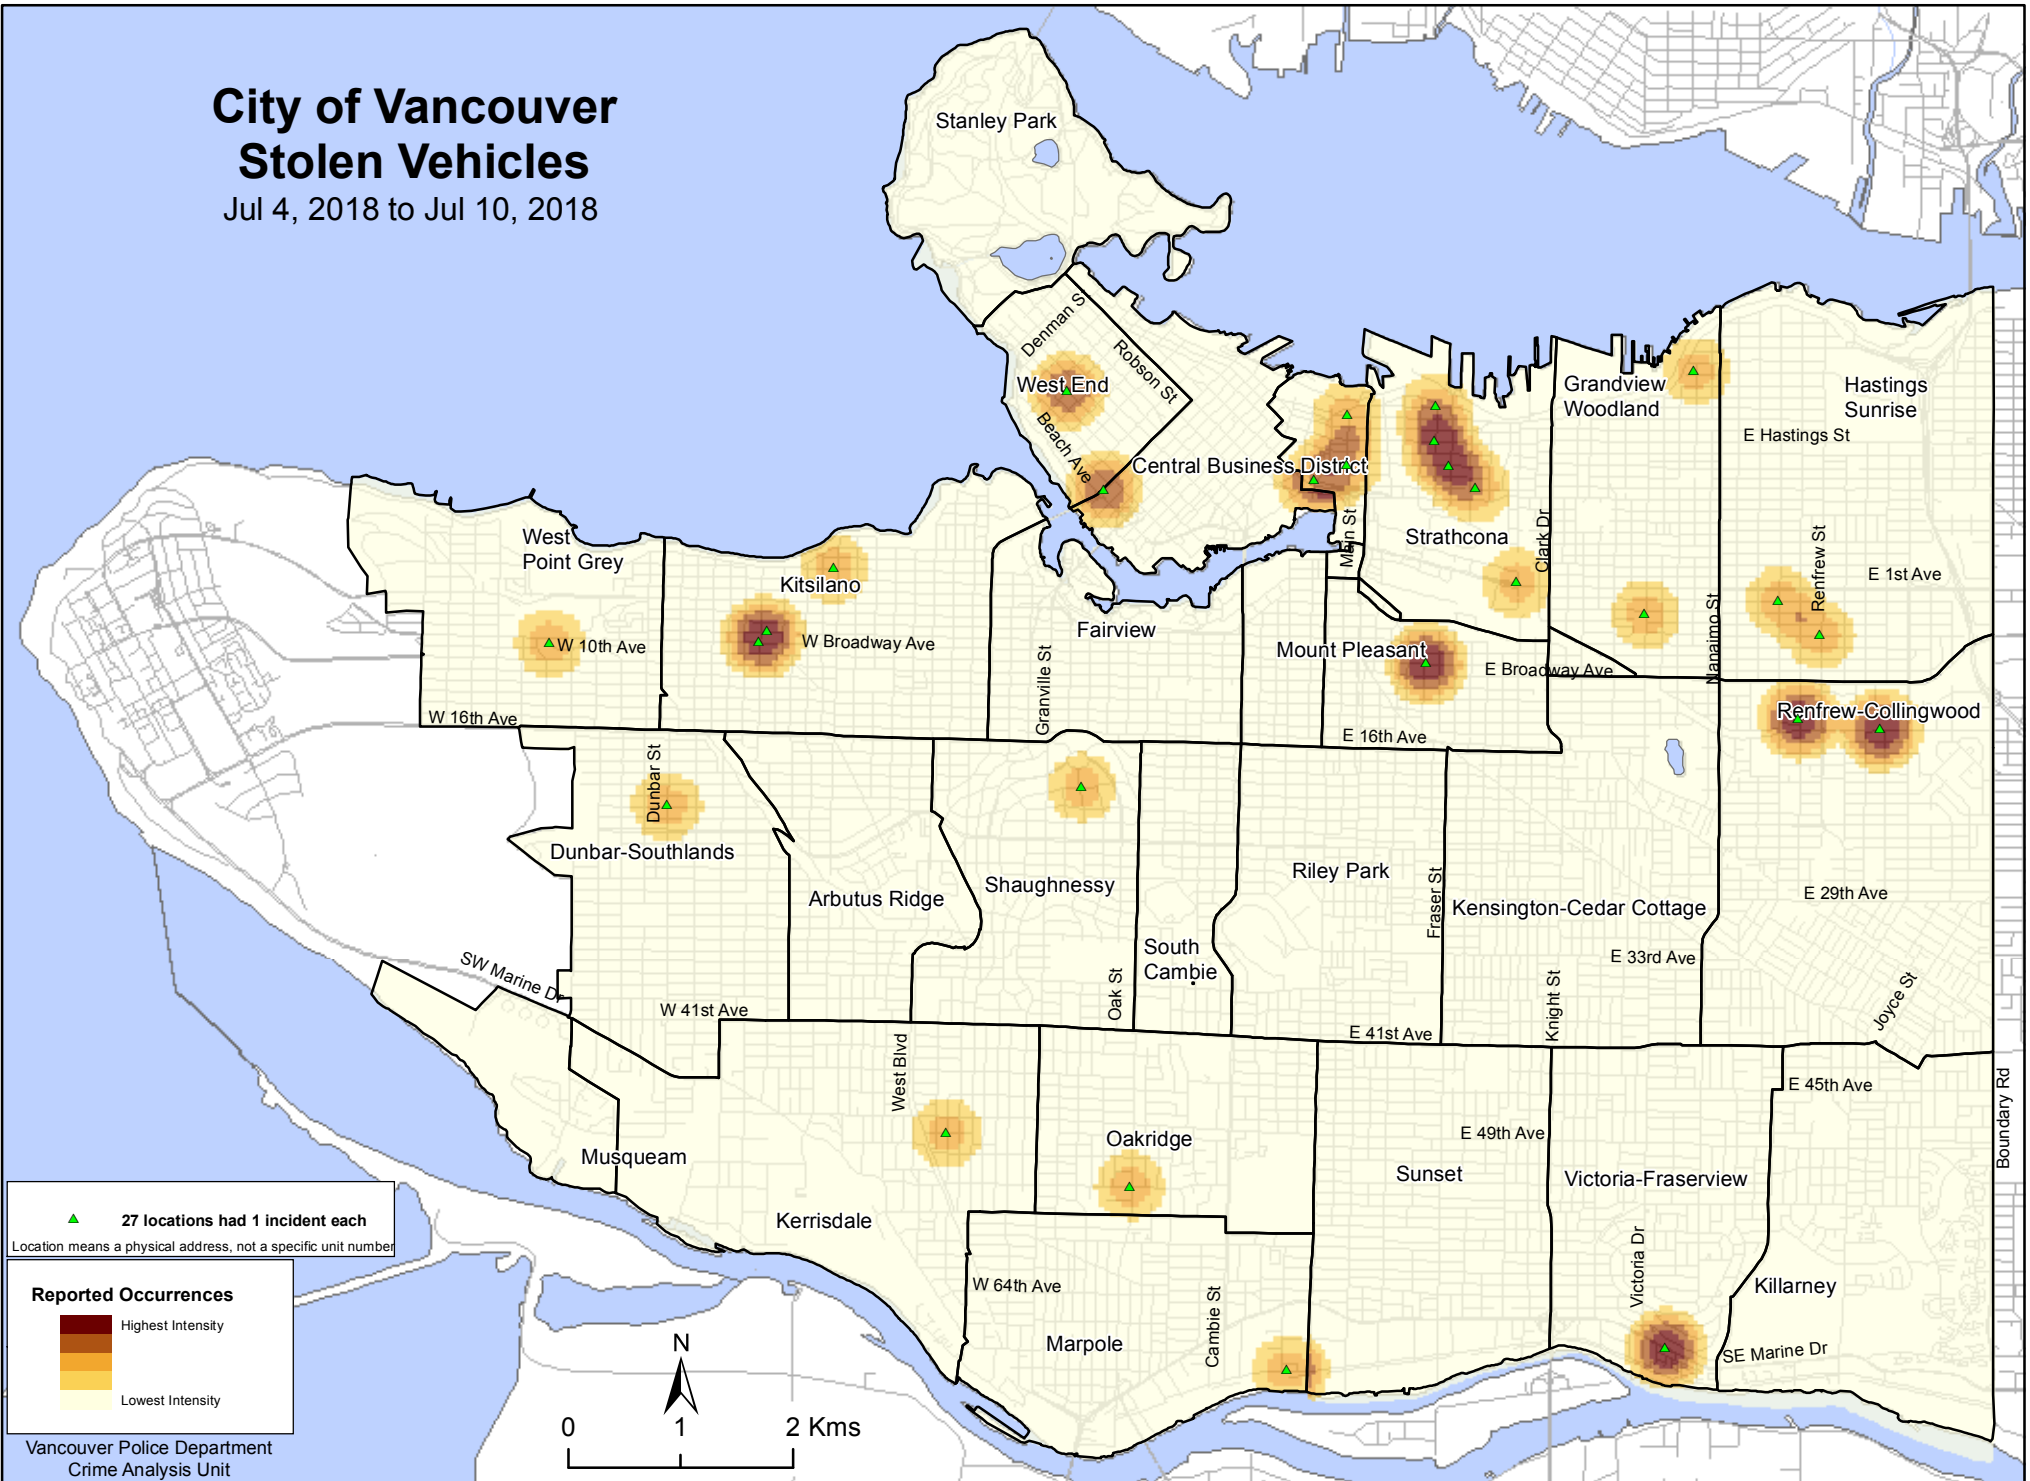 City of Vancouver
Stolen Vehicles
Jul 4, 2018 to Jul 10, 2018
Stanley Park
Denman St
Robson St
West End
Beach Ave
Central Business District
Main St
Grandview
Woodland
Hastings
Sunrise
E Hastings St
Strathcona
Clark Dr
Renfrew St
E 1st Ave
Nanaimo St
West
Point Grey
W 10th Ave
Kitsilano
W Broadway Ave
Fairview
Granville St
Mount Pleasant
E Broadway Ave
W 16th Ave
E 16th Ave
Renfrew-Collingwood
Dunbar St
Dunbar-Southlands
Arbutus Ridge
Shaughnessy
Riley Park
Fraser St
Kensington-Cedar Cottage
E 29th Ave
South
Cambie
E 33rd Ave
SW Marine Dr
W 41st Ave
Oak St
E 41st Ave
Knight St
Joyce St
West Blvd
E 45th Ave
Boundary Rd
Musqueam
Oakridge
E 49th Ave
Sunset
Victoria-Fraserview
Kerrisdale
W 64th Ave
Marpole
Cambie St
Victoria Dr
Killarney
SE Marine Dr
27 locations had 1 incident each
Location means a physical address, not a specific unit number
Reported Occurrences
Highest Intensity
Lowest Intensity
Vancouver Police Department
Crime Analysis Unit
N
0 1 2 Kms